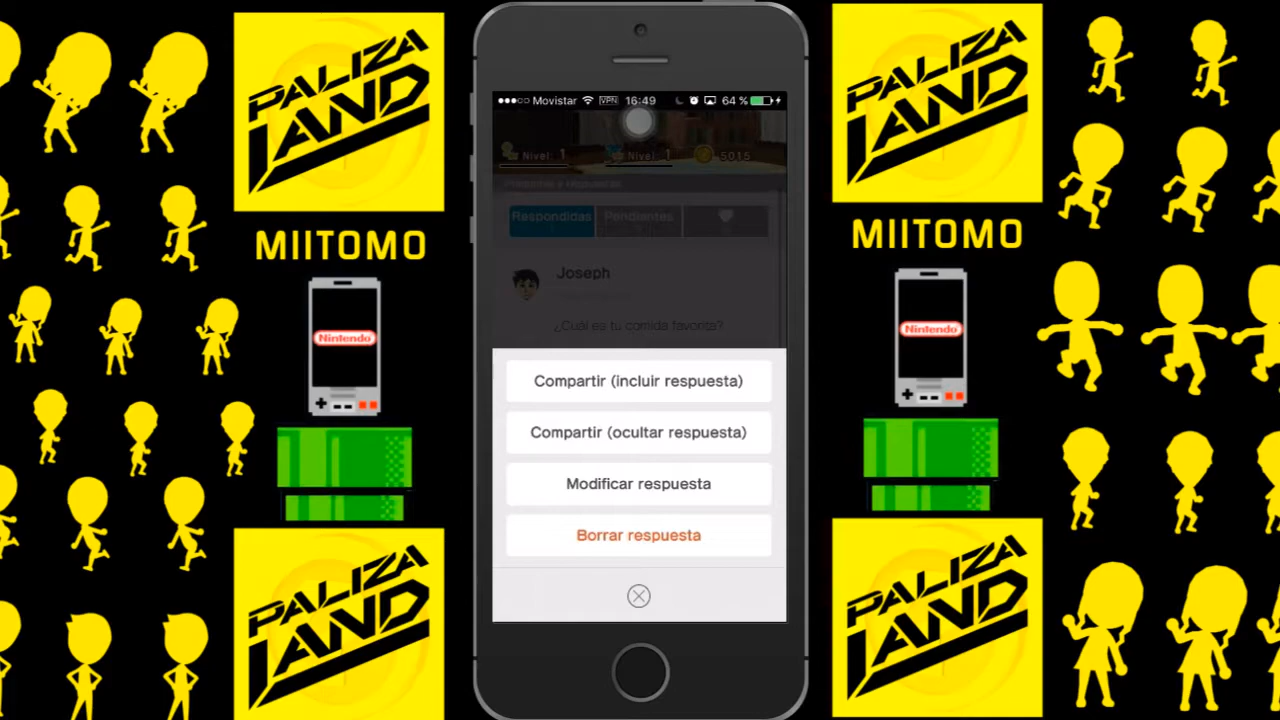 PALIZA
LAND
MIITOMO
Nintendo
PALIZA
LAND
Movistar VPN 16:49 64 %
Nivel: 1 Nivel: 1 5015
Preguntas y respuestas
Respondidas Pendientes
Joseph
¿Cuál es tu comida favorita?
Compartir (incluir respuesta)
Compartir (ocultar respuesta)
Modificar respuesta
Borrar respuesta
PALIZA
LAND
MIITOMO
Nintendo
PALIZA
LAND